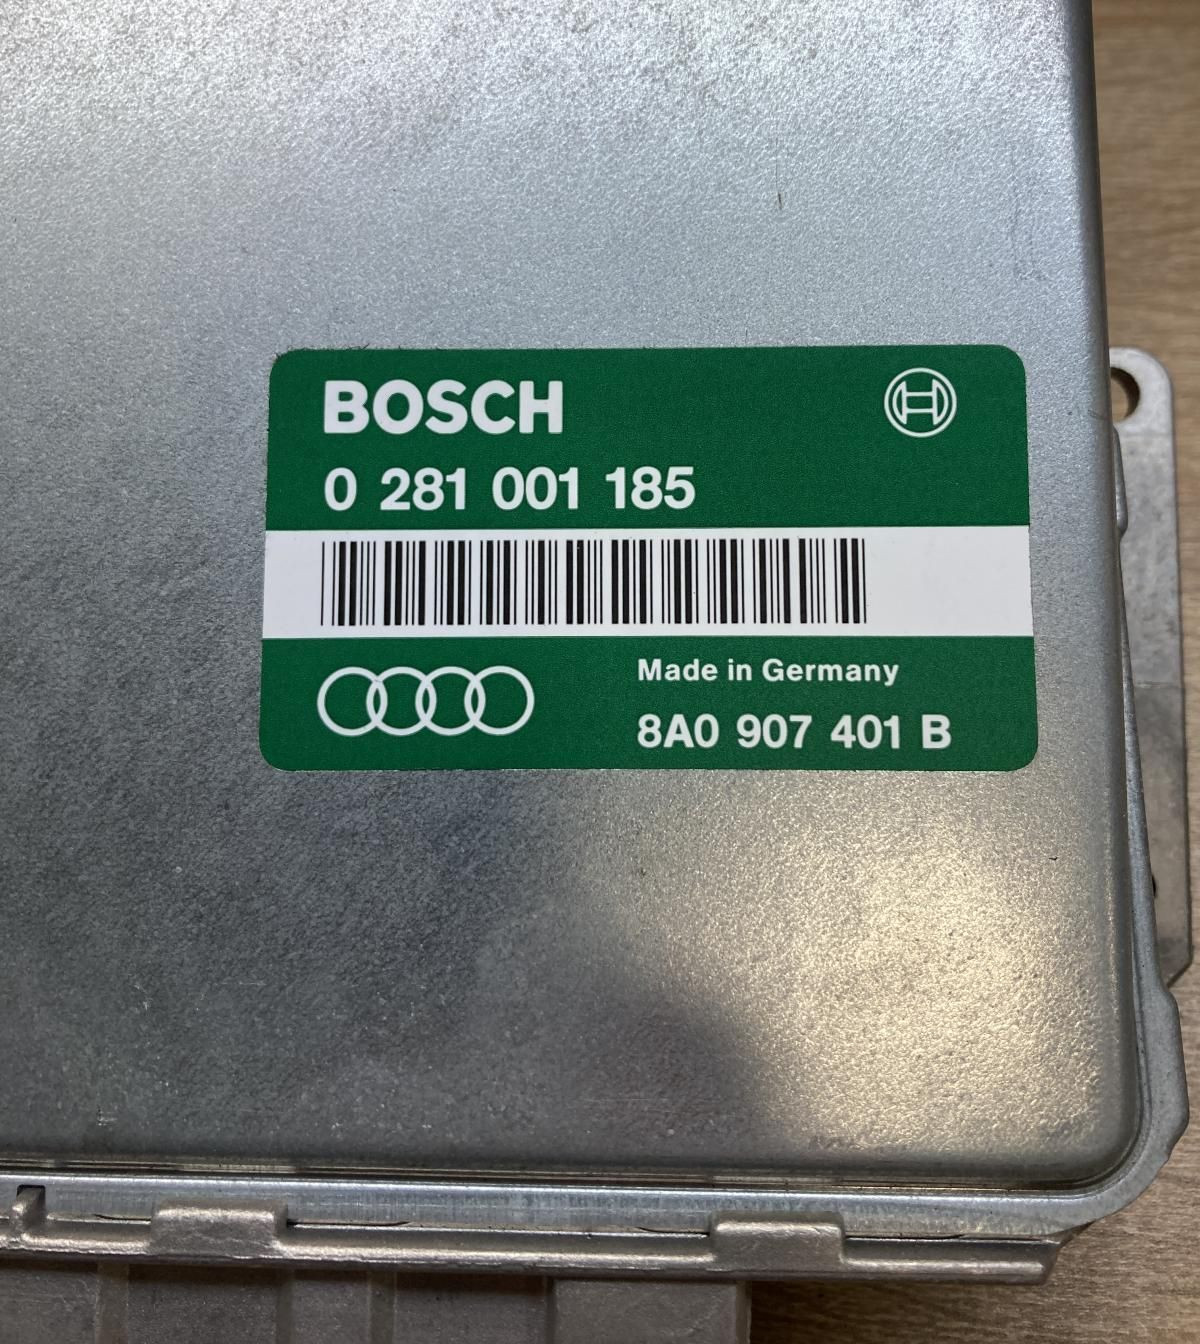 BOSCH
0 281 001 185
Made in Germany
8A0 907 401 B